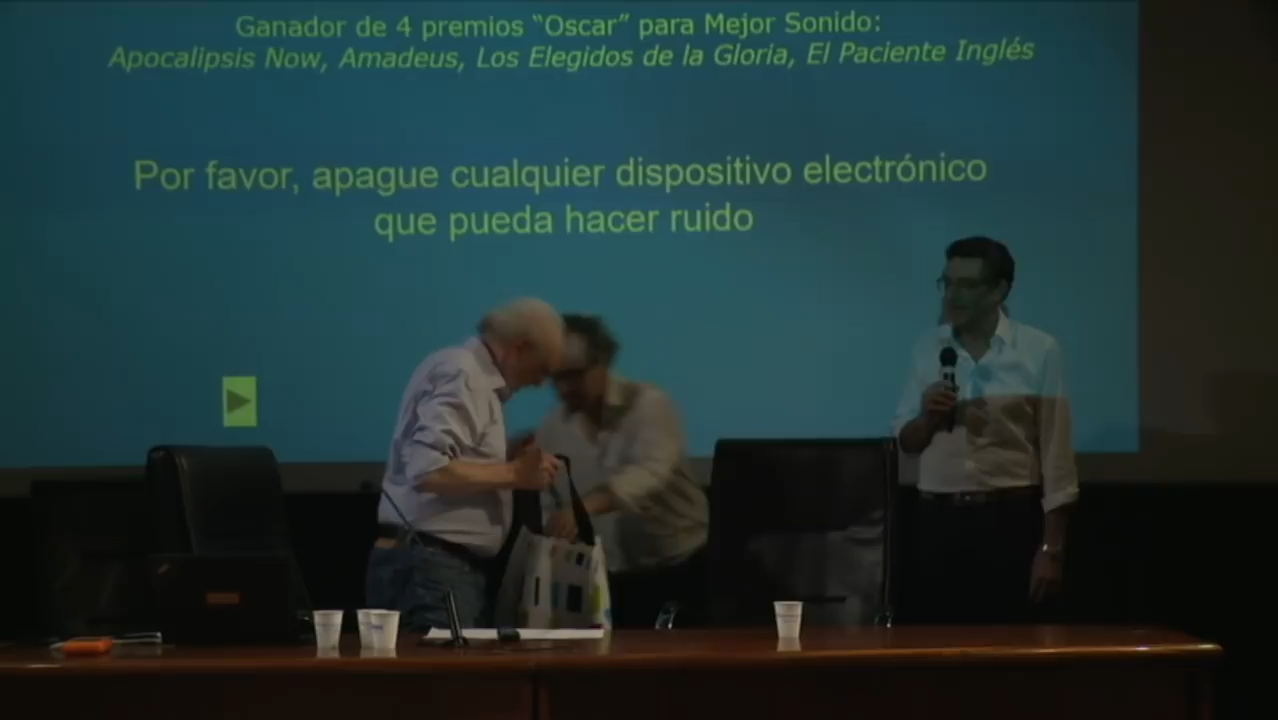 Ganador de 4 premios “Oscar” para Mejor Sonido:
Apocalipsis Now, Amadeus, Los Elegidos de la Gloria, El Paciente Inglés
Por favor, apague cualquier dispositivo electrónico
que pueda hacer ruido